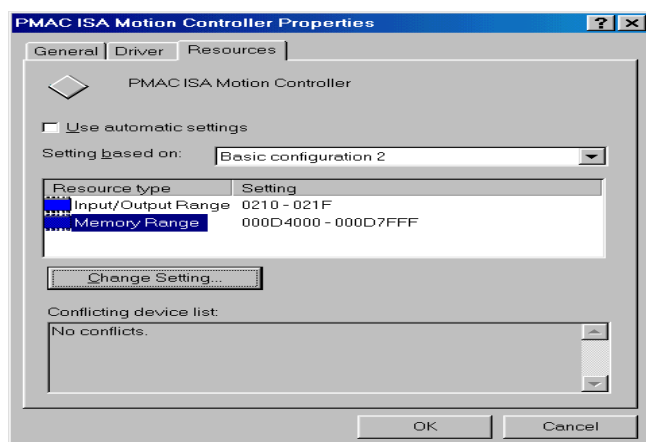 PMAC ISA Motion Controller Properties ? ×
General Driver Resources
PMAC ISA Motion Controller
Use automatic settings
Setting based on: Basic configuration 2
Resource type Setting
Input/Output Range 0210 - 021F
Memory Range 000D4000 - 000D7FFF
Change Setting...
Conflicting device list:
No conflicts.
OK Cancel